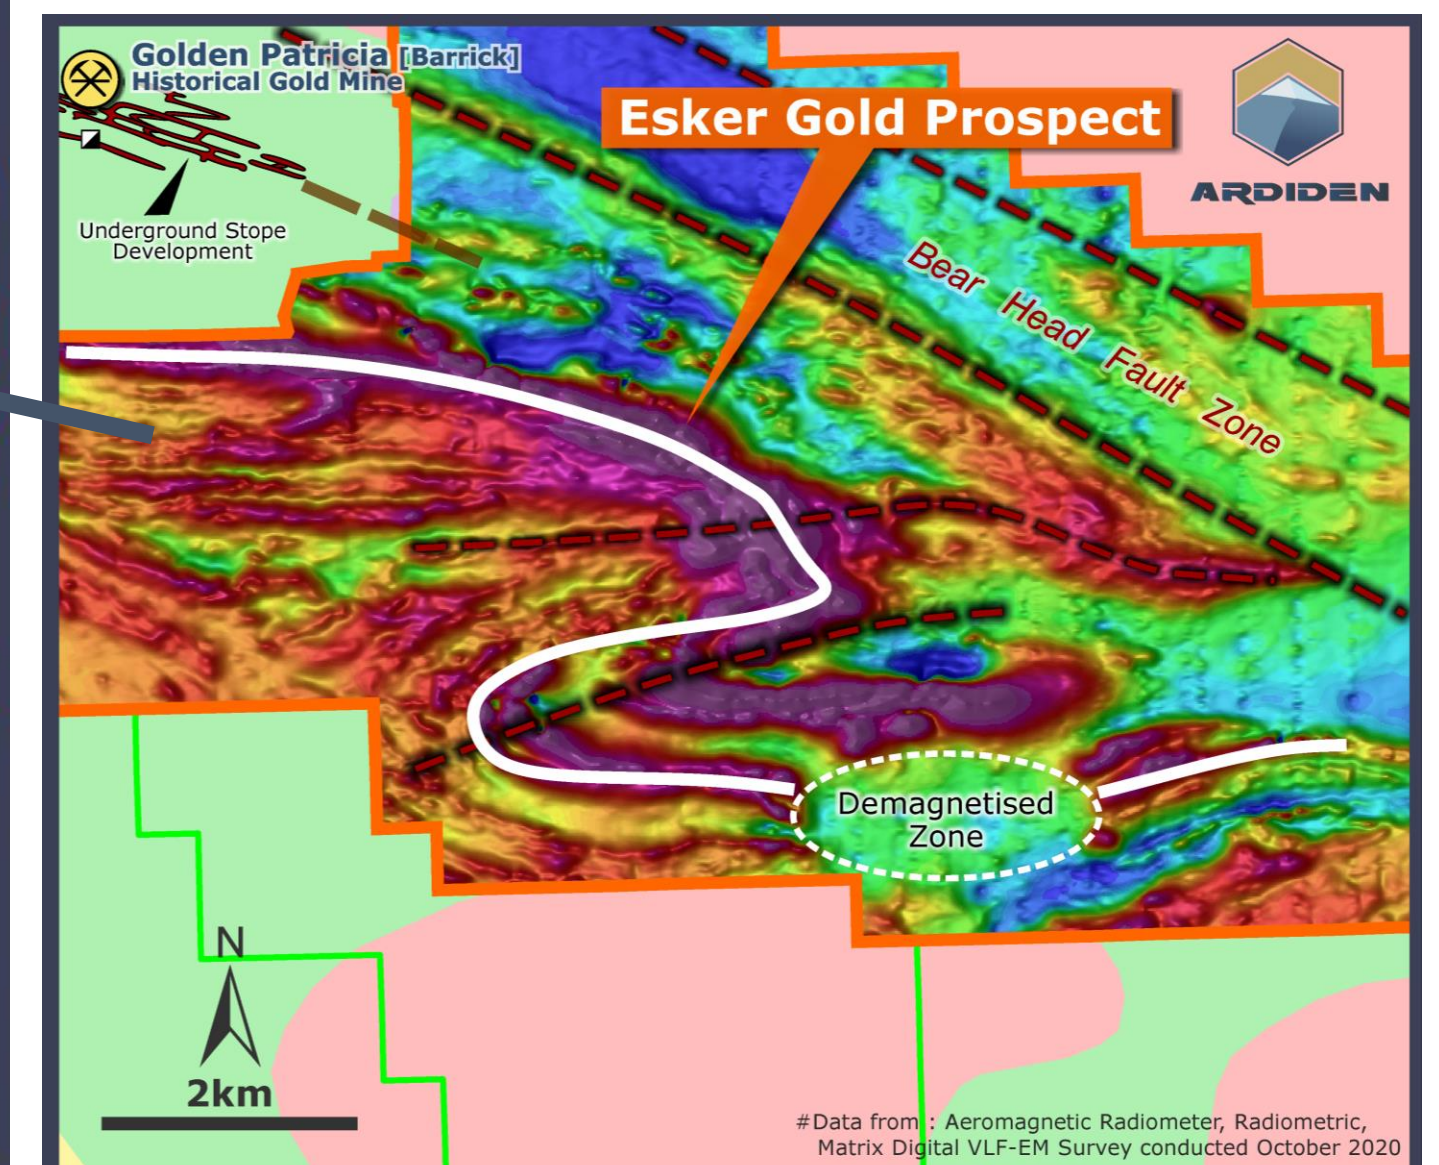 Golden Patricia [Barrick]
Historical Gold Mine
Esker Gold Prospect
ARDIDEN
Underground Stope
Development
Bear Head Fault Zone
Demagnetised
Zone
N
2km
#Data from : Aeromagnetic Radiometer, Radiometric,
Matrix Digital VLF-EM Survey conducted October 2020